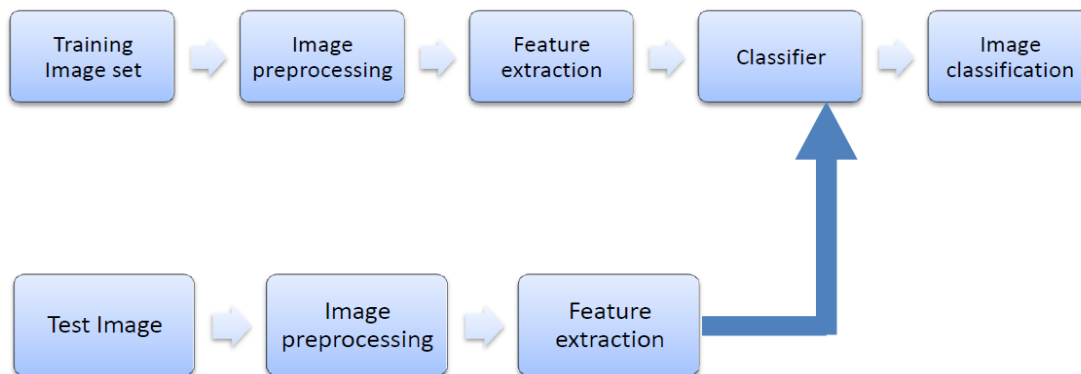 Training
Image set
Image
preprocessing
Feature
extraction
Classifier
Image
classification
Test Image
Image
preprocessing
Feature
extraction